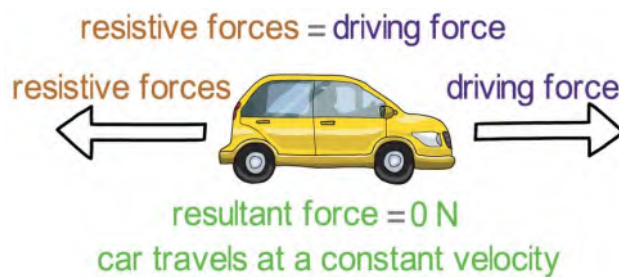 resistive forces = driving force
resistive forces
driving force
resultant force = 0 N
car travels at a constant velocity